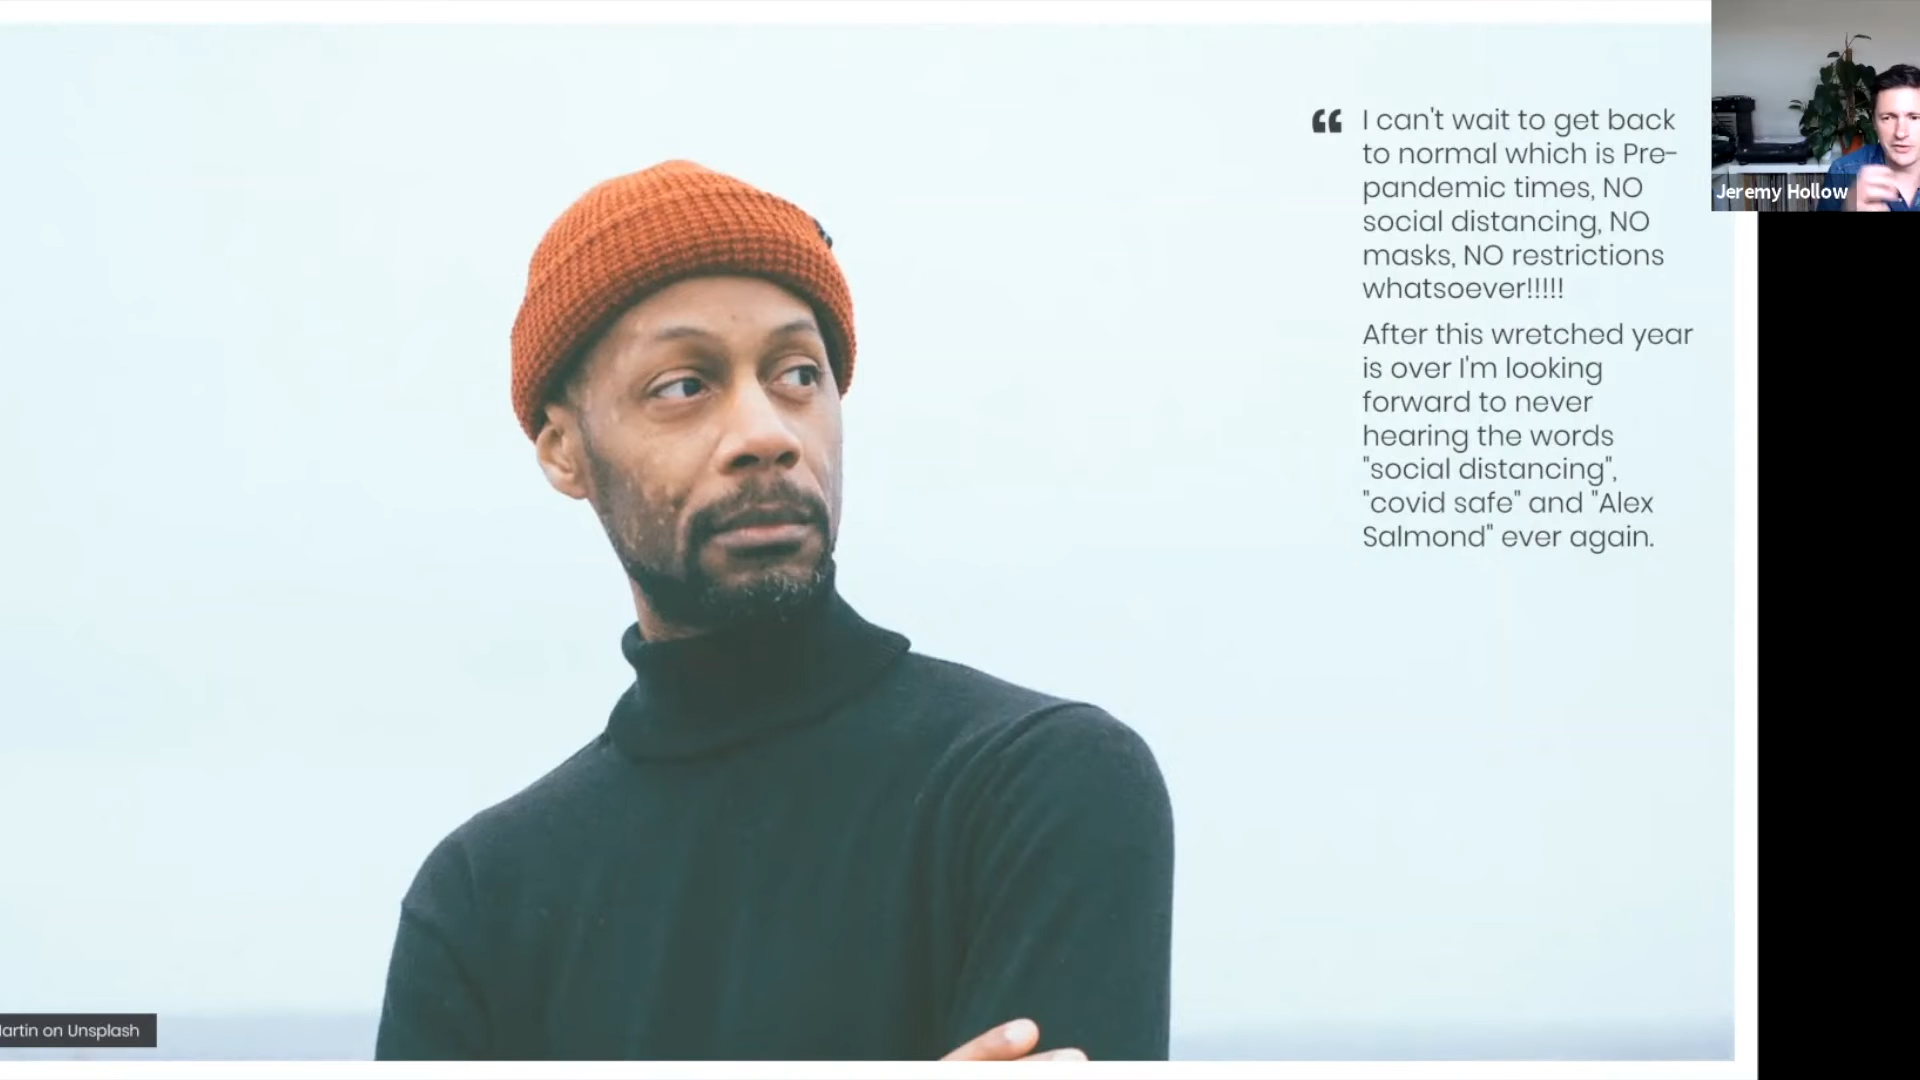 “ I can't wait to get back
to normal which is Pre-
pandemic times, NO
social distancing, NO
masks, NO restrictions
whatsoever!!!!!
After this wretched year
is over I'm looking
forward to never
hearing the words
"social distancing",
"covid safe" and "Alex
Salmond" ever again.
Jeremy Hollow
on Unsplash